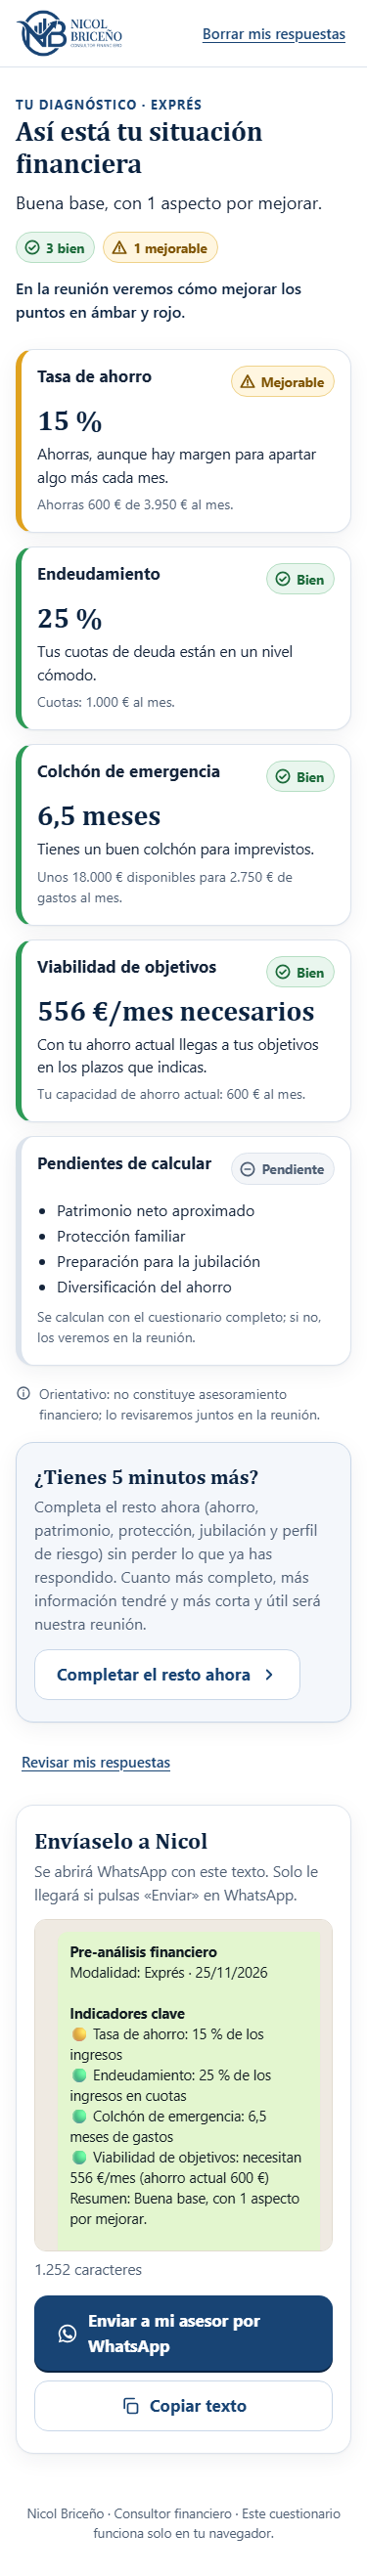 NICOL
BRICEÑO
CONSULTOR FINANCIERO
Borrar mis respuestas
TU DIAGNÓSTICO · EXPRÉS
Así está tu situación
financiera
Buena base, con 1 aspecto por mejorar.
3 bien
1 mejorable
En la reunión veremos cómo mejorar los
puntos en ámbar y rojo.
Tasa de ahorro
Mejorable
15 %
Ahorras, aunque hay margen para apartar
algo más cada mes.
Ahorras 600 € de 3.950 € al mes.
Endeudamiento
Bien
25 %
Tus cuotas de deuda están en un nivel
cómodo.
Cuotas: 1.000 € al mes.
Colchón de emergencia
Bien
6,5 meses
Tienes un buen colchón para imprevistos.
Unos 18.000 € disponibles para 2.750 € de
gastos al mes.
Viabilidad de objetivos
Bien
556 €/mes necesarios
Con tu ahorro actual llegas a tus objetivos
en los plazos que indicas.
Tu capacidad de ahorro actual: 600 € al mes.
Pendientes de calcular
Pendiente
• Patrimonio neto aproximado
• Protección familiar
• Preparación para la jubilación
• Diversificación del ahorro
Se calculan con el cuestionario completo; si no,
los veremos en la reunión.
Orientativo: no constituye asesoramiento
financiero; lo revisaremos juntos en la reunión.
¿Tienes 5 minutos más?
Completa el resto ahora (ahorro,
patrimonio, protección, jubilación y perfil
de riesgo) sin perder lo que ya has
respondido. Cuanto más completo, más
información tendré y más corta y útil será
nuestra reunión.
Completar el resto ahora
Revisar mis respuestas
Envíaselo a Nicol
Se abrirá WhatsApp con este texto. Solo le
llegará si pulsas «Enviar» en WhatsApp.
Pre-análisis financiero
Modalidad: Exprés · 25/11/2026
Indicadores clave
Tasa de ahorro: 15 % de los
ingresos
Endeudamiento: 25 % de los
ingresos en cuotas
Colchón de emergencia: 6,5
meses de gastos
Viabilidad de objetivos: necesitan
556 €/mes (ahorro actual 600 €)
Resumen: Buena base, con 1 aspecto
por mejorar.
1.252 caracteres
Enviar a mi asesor por
WhatsApp
Copiar texto
Nicol Briceño · Consultor financiero · Este cuestionario
funciona solo en tu navegador.